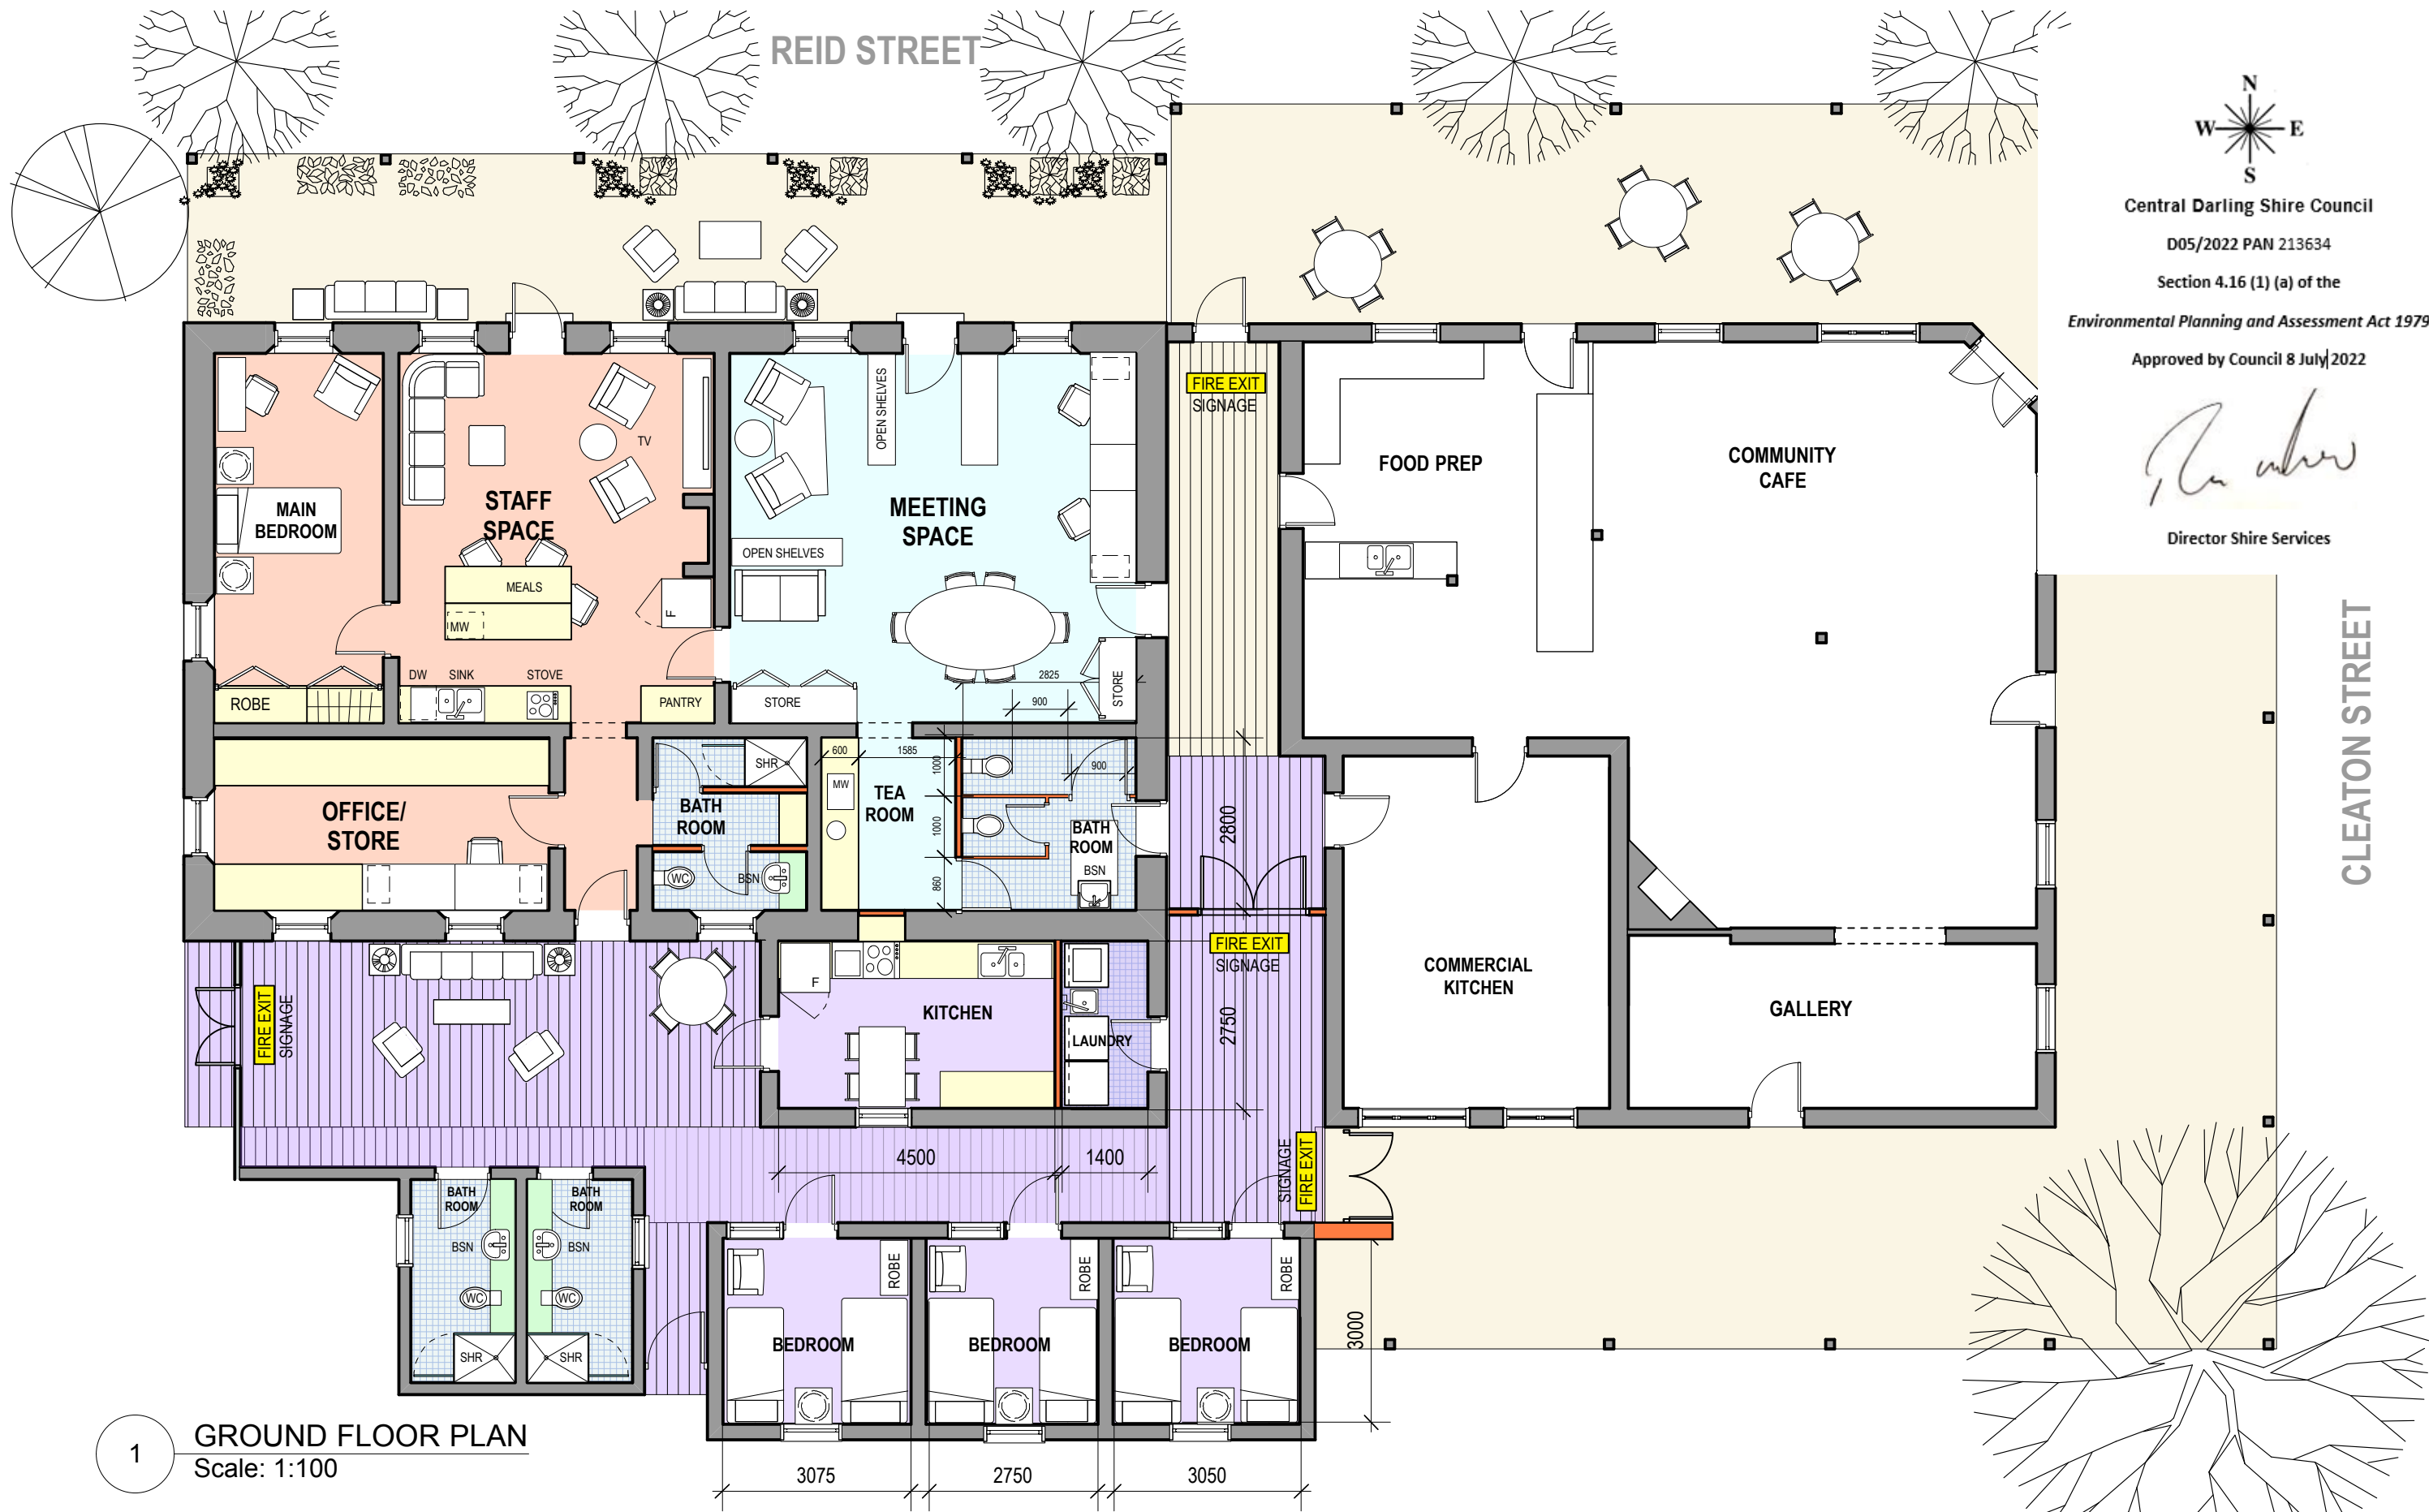 REID STREET
N
W E
S
Central Darling Shire Council
D05/2022 PAN 213634
Section 4.16 (1) (a) of the
Environmental Planning and Assessment Act 1979
Approved by Council 8 July 2022
Director Shire Services
CLEATON STREET
MAIN
BEDROOM
ROBE
STAFF
SPACE
TV
MEALS
MW
F
DW
SINK
STOVE
PANTRY
OPEN SHELVES
MEETING
SPACE
OPEN SHELVES
STORE
STORE
2825
900
FIRE EXIT
SIGNAGE
FOOD PREP
COMMUNITY
CAFE
OFFICE/
STORE
SHR
BATH
ROOM
WC
BSN
600
1585
MW
TEA
ROOM
1000
1000
860
900
BATH
ROOM
BSN
2800
FIRE EXIT
SIGNAGE
2750
FIRE EXIT
SIGNAGE
F
KITCHEN
LAUNDRY
COMMERCIAL
KITCHEN
GALLERY
4500
1400
SIGNAGE
FIRE EXIT
BATH
ROOM
BSN
WC
SHR
BATH
ROOM
BSN
WC
SHR
ROBE
BEDROOM
ROBE
BEDROOM
ROBE
BEDROOM
3000
3075
2750
3050
1
GROUND FLOOR PLAN
Scale: 1:100